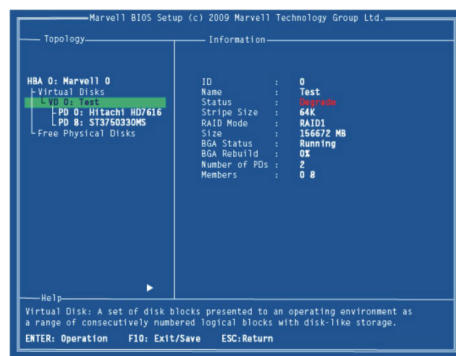 Marvell BIOS Setup (c) 2009 Marvell Technology Group Ltd.
Topology
Information
HBA 0: Marvell 0
Virtual Disks
VD 0: Test
PD 0: Hitachi HD7616
PD 8: ST3750330MS
Free Physical Disks
ID : 0
Name : Test
Status : Degrade
Stripe Size : 64K
RAID Mode : RAID1
Size : 156672 MB
BGA Status : Running
BGA Rebuild : 0%
Number of PDs : 2
Members : 0 8
Help
Virtual Disk: A set of disk blocks presented to an operating environment as
a range of consecutively numbered logical blocks with disk-like storage.
ENTER: Operation F10: Exit/Save ESC:Return